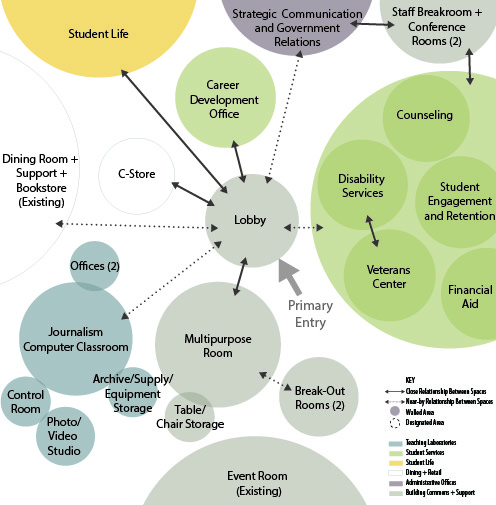 Student Life
Strategic Communication
and Government
Relations
Staff Breakroom +
Conference
Rooms (2)
Career
Development
Office
Counseling
Dining Room +
Support +
Bookstore
(Existing)
C-Store
Disability
Services
Student
Engagement
and Retention
Lobby
Offices (2)
Veterans
Center
Financial
Aid
Primary
Entry
Journalism
Computer Classroom
Multipurpose
Room
Archive/Supply/
Equipment
Storage
Control
Room
Photo/
Video
Studio
Table/
Chair Storage
Break-Out
Rooms (2)
Event Room
(Existing)
KEY
Close Relationship Between Spaces
Near-by Relationship Between Spaces
Walled Area
Designated Area
Teaching Laboratories
Student Services
Student Life
Dining + Retail
Administrative Offices
Building Commons + Support